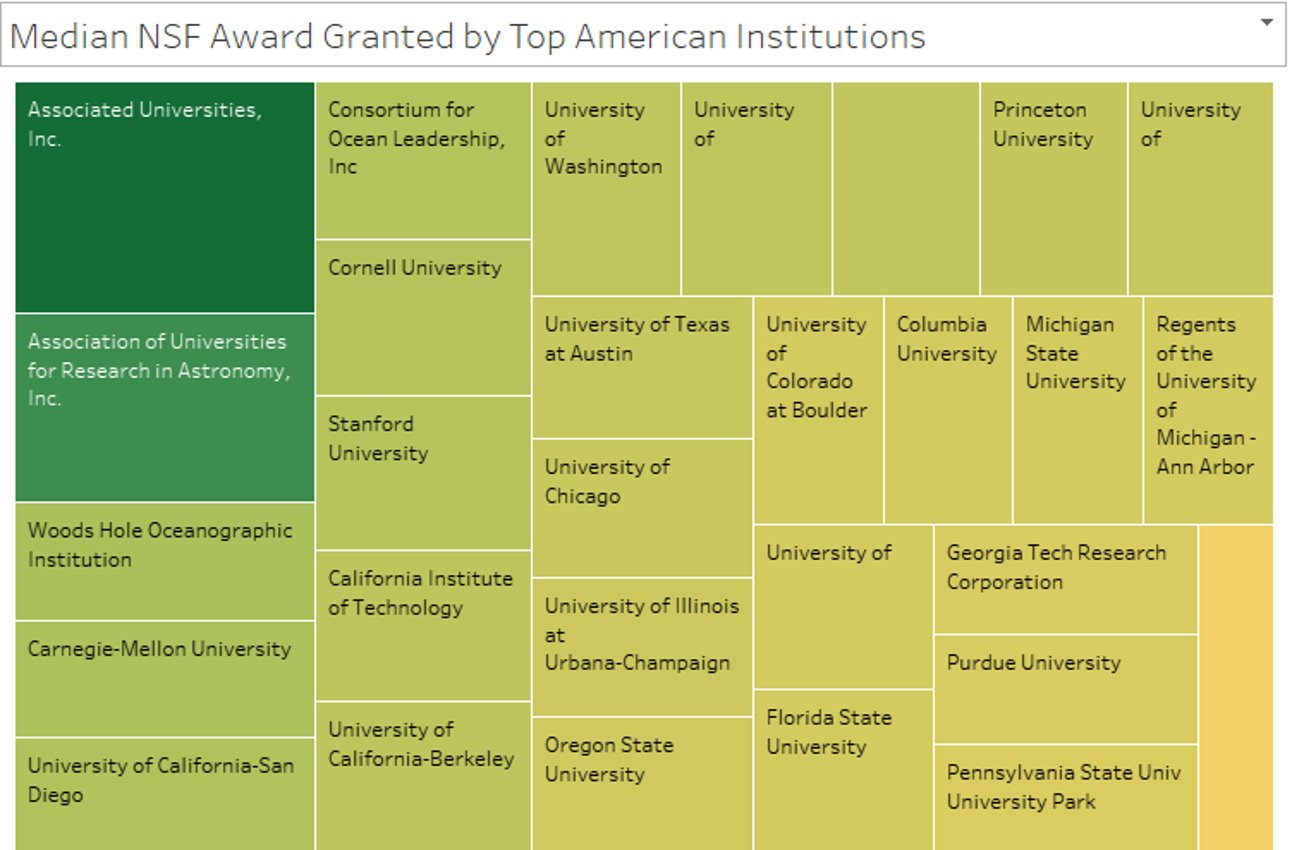 Median NSF Award Granted by Top American Institutions
Associated Universities,
Inc.
Association of Universities
for Research in Astronomy,
Inc.
Woods Hole Oceanographic
Institution
Carnegie-Mellon University
University of California-San
Diego
Consortium for
Ocean Leadership,
Inc
Cornell University
Stanford
University
California Institute
of Technology
University of
California-Berkeley
University
of
Washington
University
of
Princeton
University
University
of
University of Texas
at Austin
University of
Chicago
University of Illinois
at
Urbana-Champaign
Oregon State
University
University
of
Colorado
at Boulder
Columbia
University
Michigan
State
University
Regents
of the
University
of
Michigan -
Ann Arbor
University of
Florida State
University
Georgia Tech Research
Corporation
Purdue University
Pennsylvania State Univ
University Park